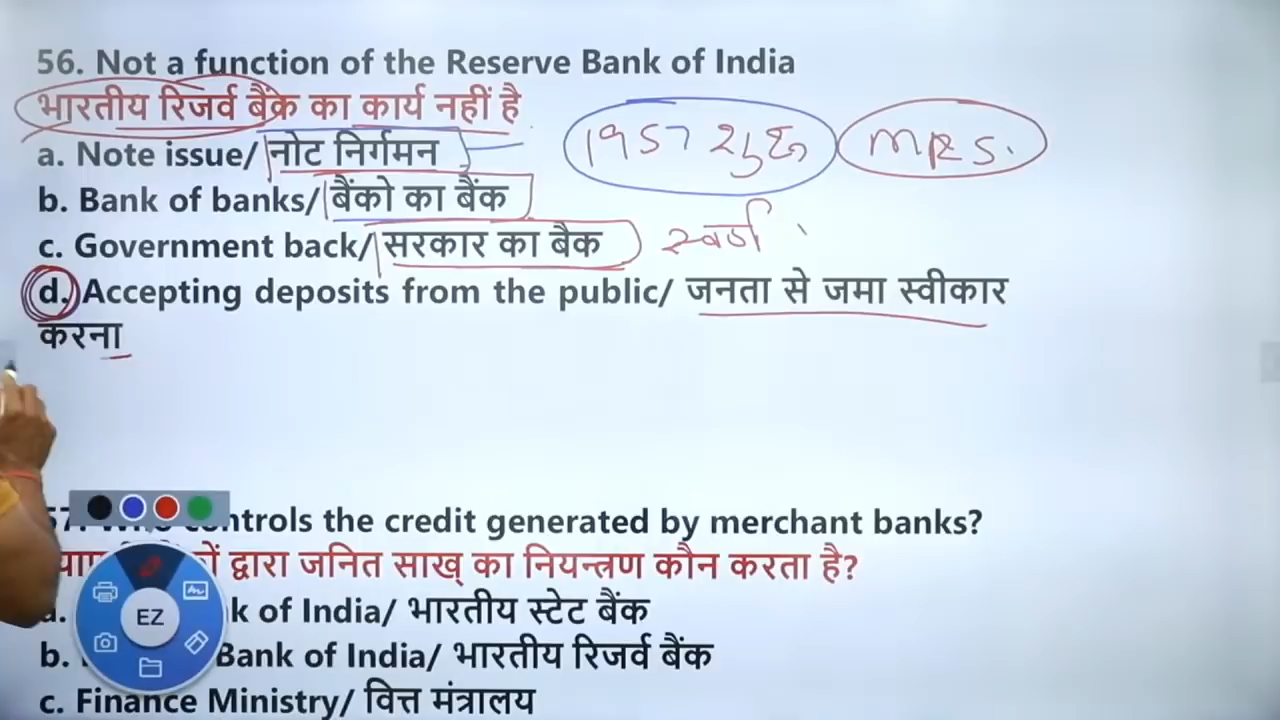 56. Not a function of the Reserve Bank of India
भारतीय रिजर्व बैंक का कार्य नहीं है
a. Note issue/ नोट निर्गमन
1957 शुरू
MRS.
b. Bank of banks/ बैंको का बैंक
c. Government back/ सरकार का बैक
स्वर्ण
d. Accepting deposits from the public/ जनता से जमा स्वीकार
करना
57. controls the credit generated by merchant banks?
द्वारा जनित साख् का नियन्त्रण कौन करता है?
a. of India/ भारतीय स्टेट बैंक
b. Bank of India/ भारतीय रिजर्व बैंक
c. Finance Ministry/ वित्त मंत्रालय
EZ